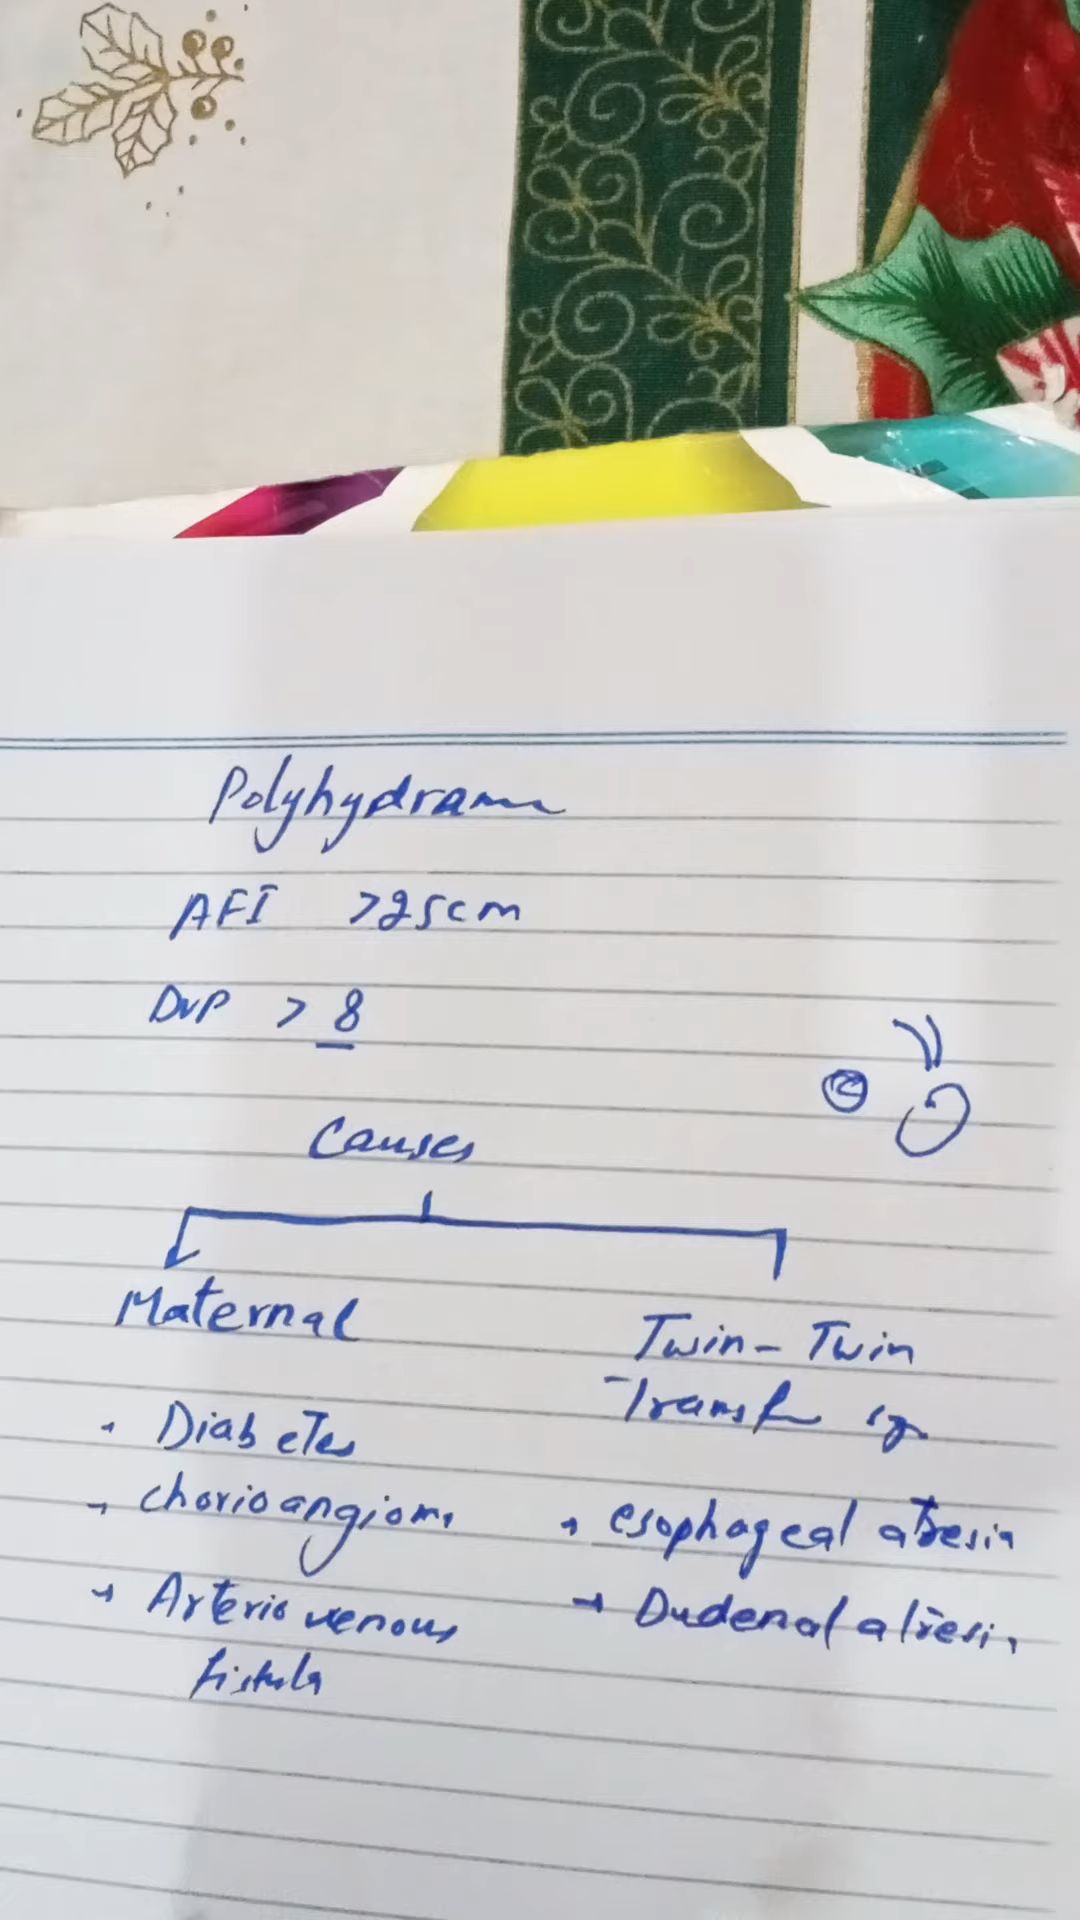 Polyhydram
AFI >25cm
DVP > 8
Causes
Maternal
Twin - Twin
Transf sy
Diabetes
chorioangioma
Arterio venous
fistula
esophageal atresia
Dudenal atresia